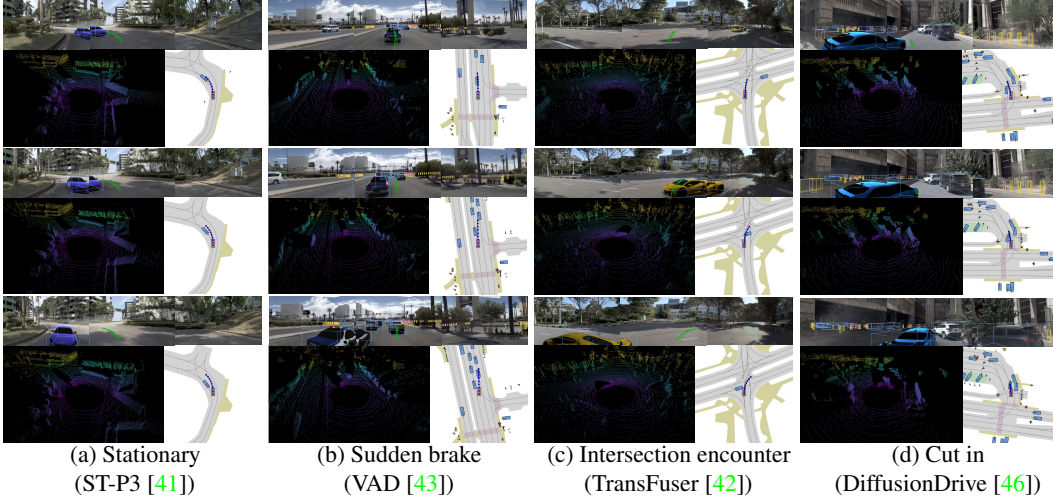 (a) Stationary (b) Sudden brake (c) Intersection encounter (d) Cut in
(ST-P3 [41]) (VAD [43]) (TransFuser [42]) (DiffusionDrive [46])